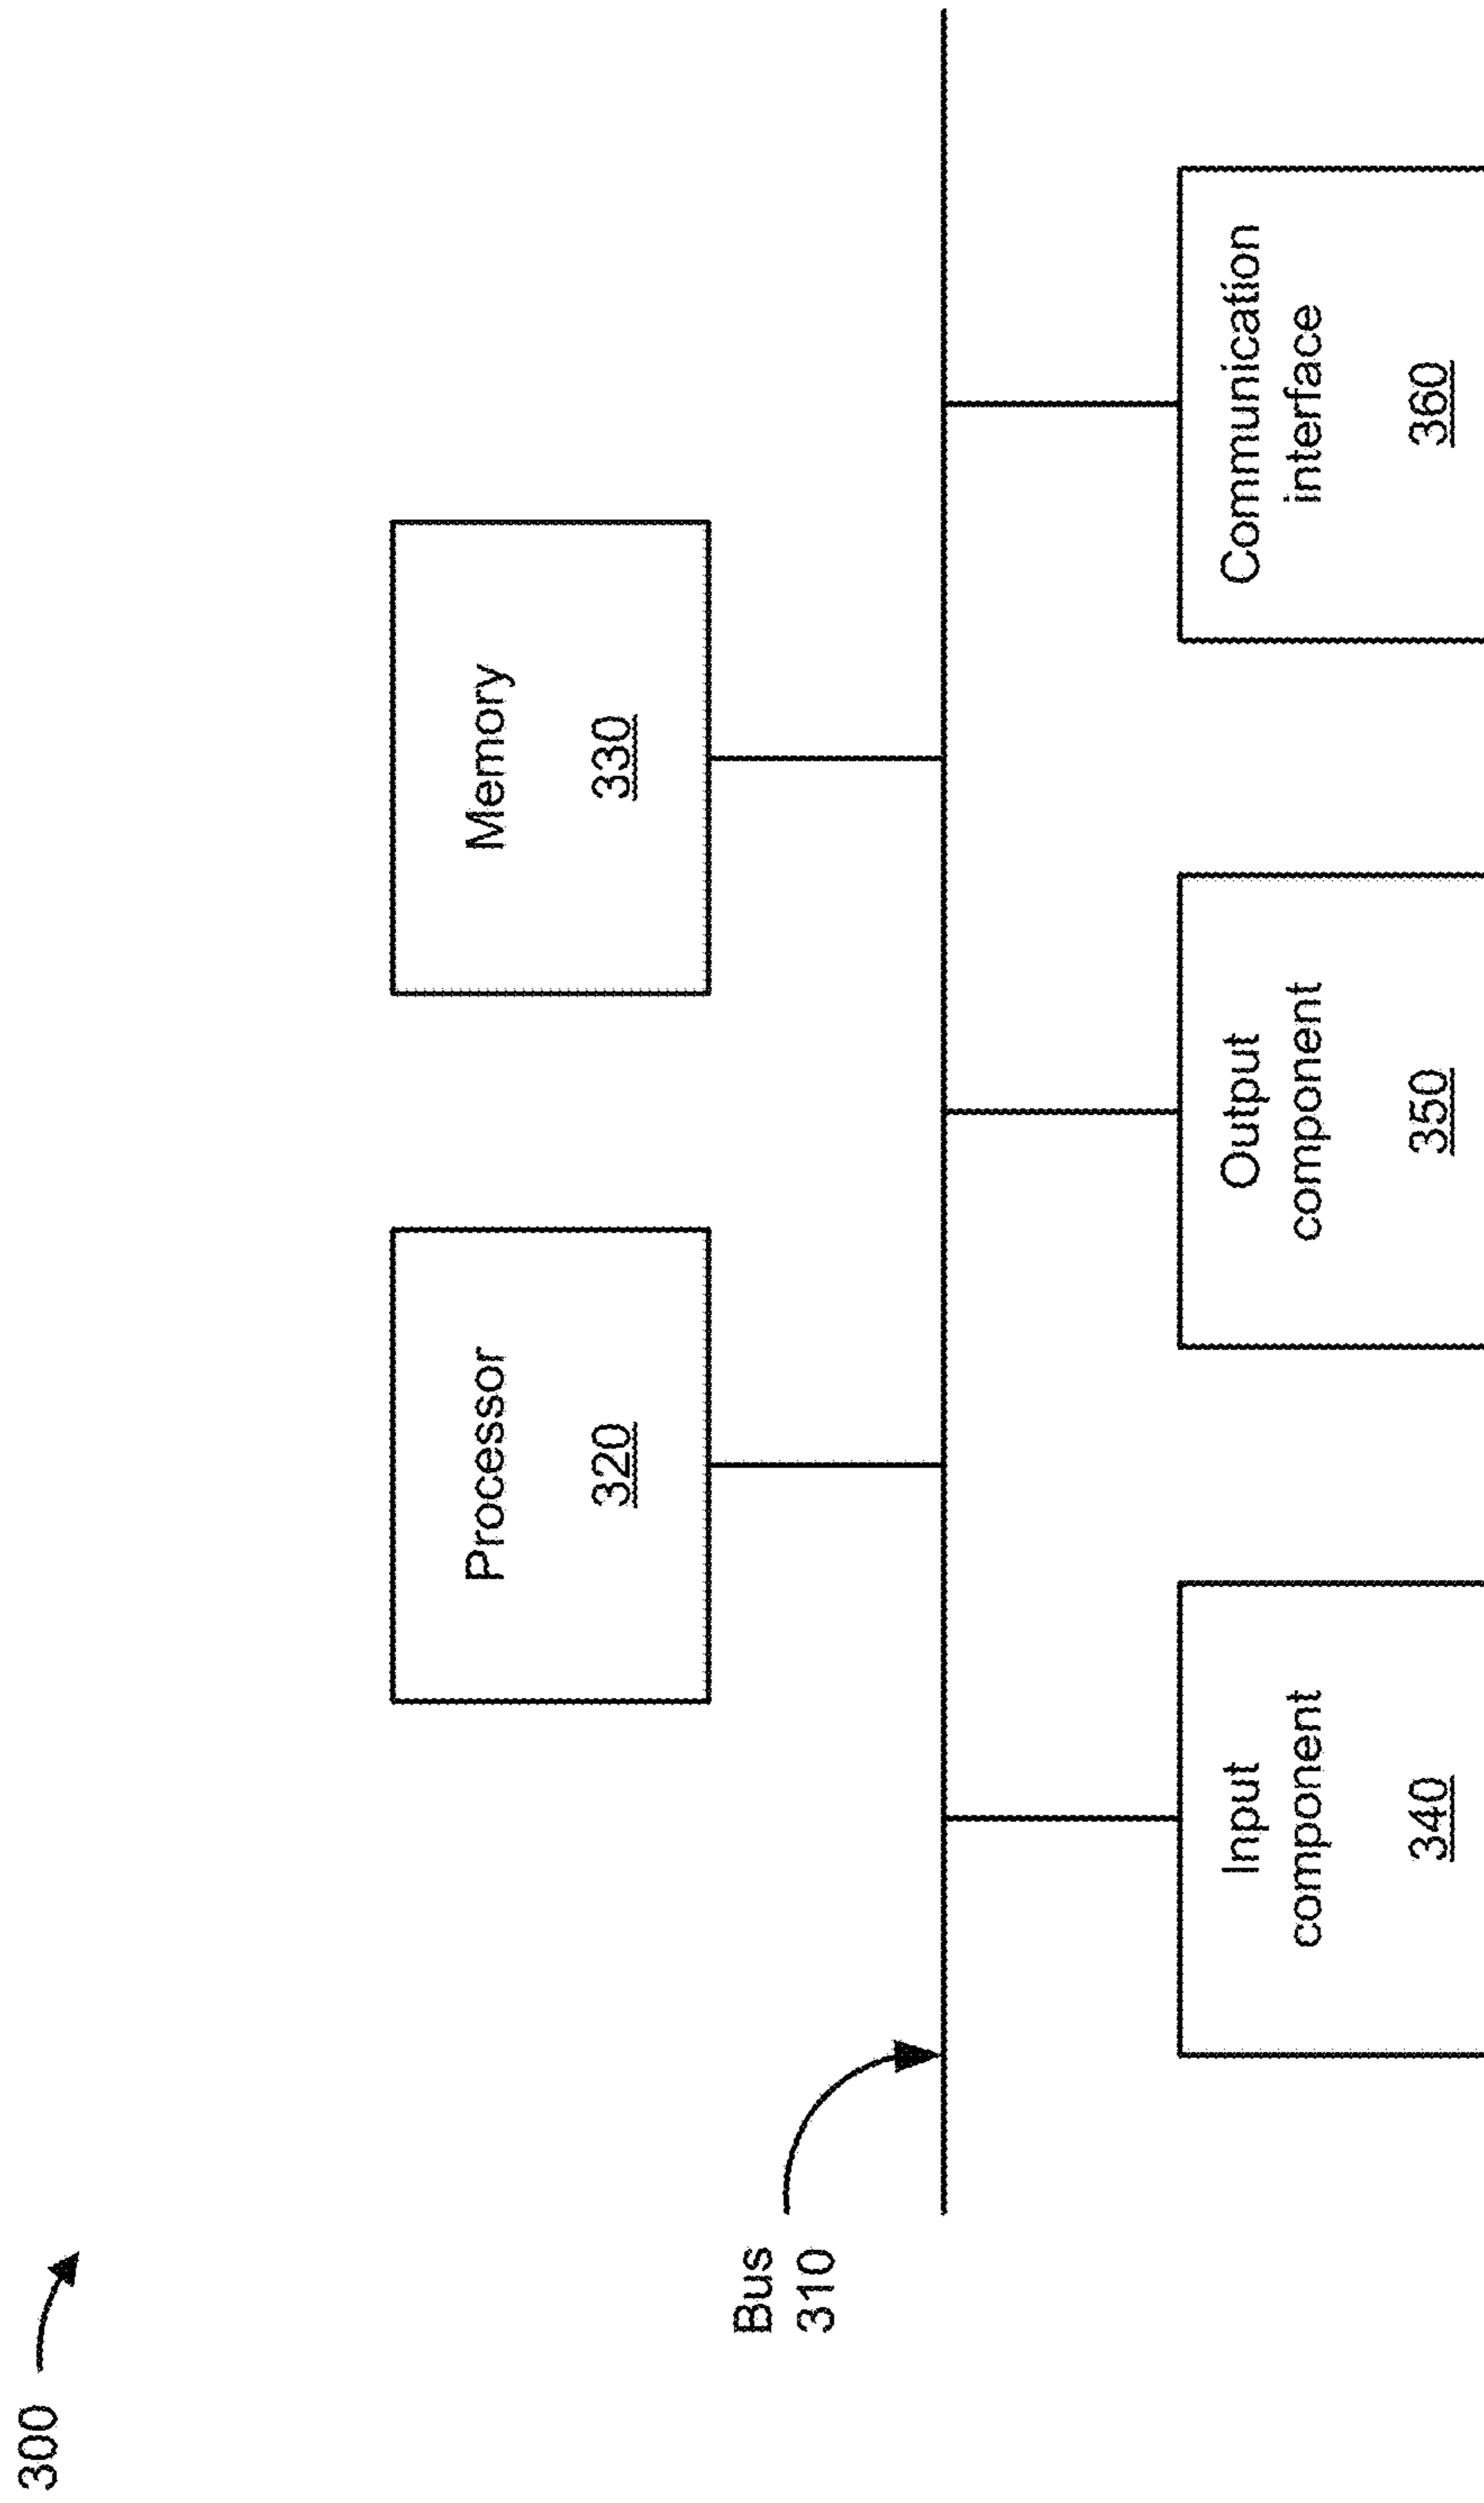 300
Processor
320
Memory
330
Bus
310
Input
component
340
Output
component
350
Communication
interface
360